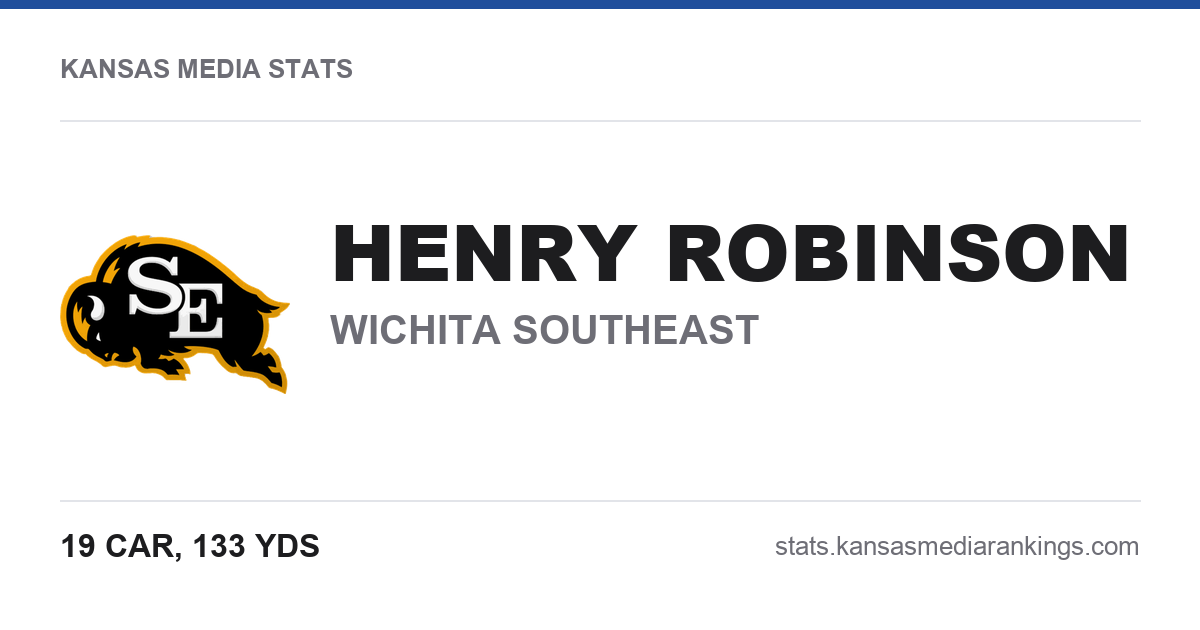 KANSAS MEDIA STATS
SE
HENRY ROBINSON
WICHITA SOUTHEAST
19 CAR, 133 YDS
stats.kansasmediarankings.com